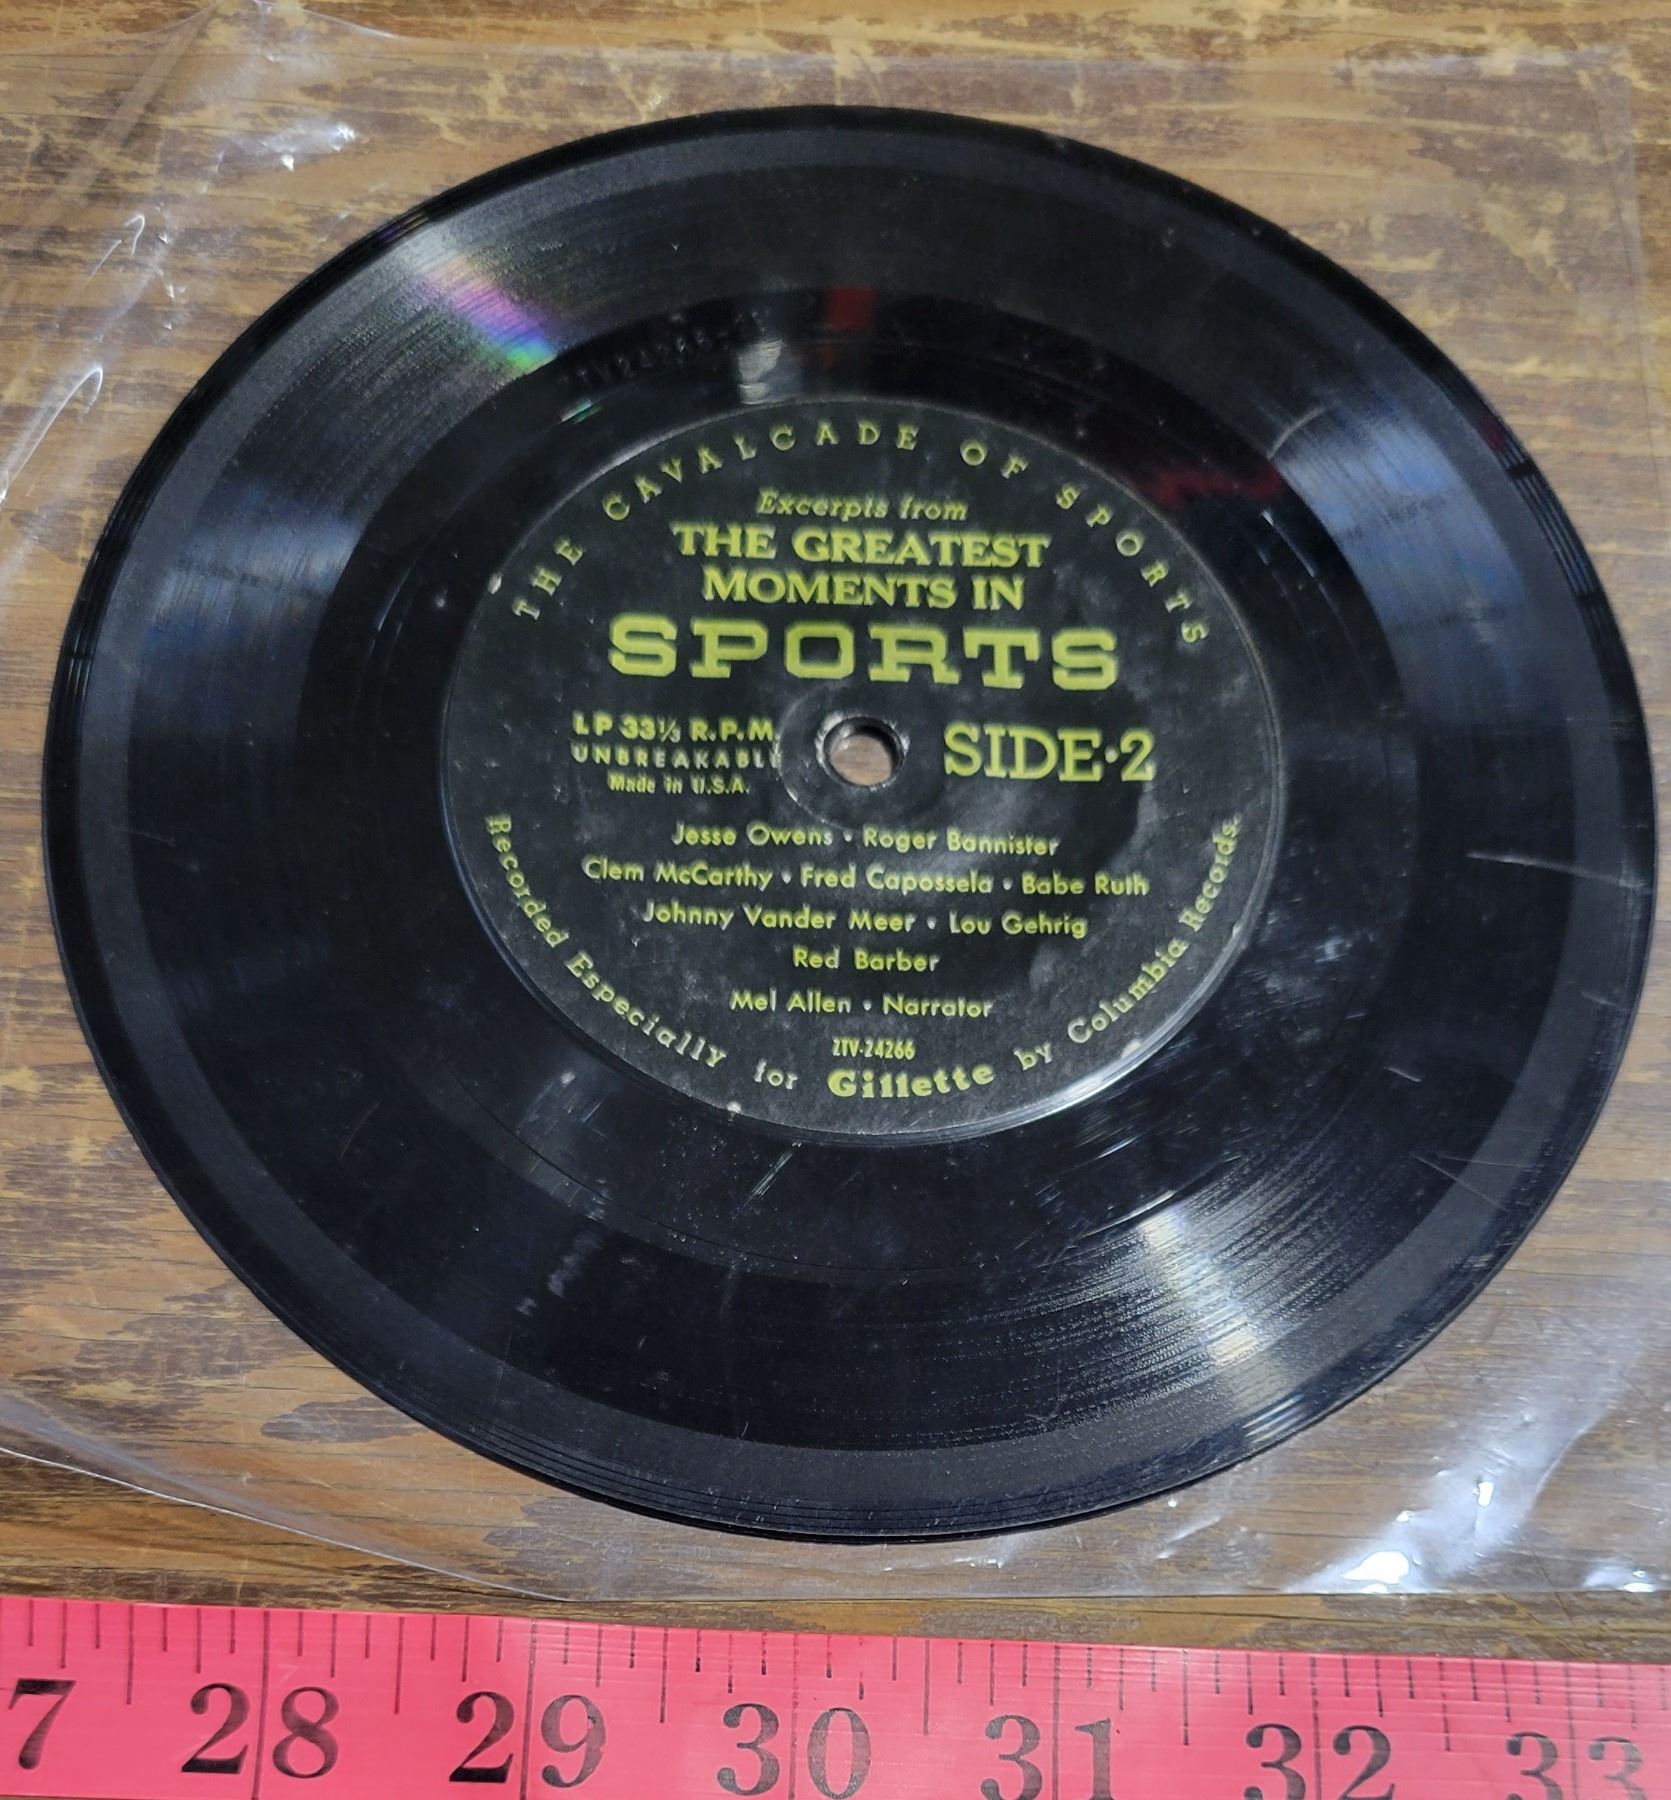 THE CAVALCADE OF SPORTS
Excerpts from
THE GREATEST
MOMENTS IN
SPORTS
LP 33⅓ R.P.M.
UNBREAKABLE
Made in U.S.A.
SIDE•2
Jesse Owens • Roger Bannister
Clem McCarthy • Fred Capossela • Babe Ruth
Johnny Vander Meer • Lou Gehrig
Red Barber
Mel Allen • Narrator
ZTV-24266
Recorded Especially for Gillette by Columbia Records.
7 28 29 30 31 32 33